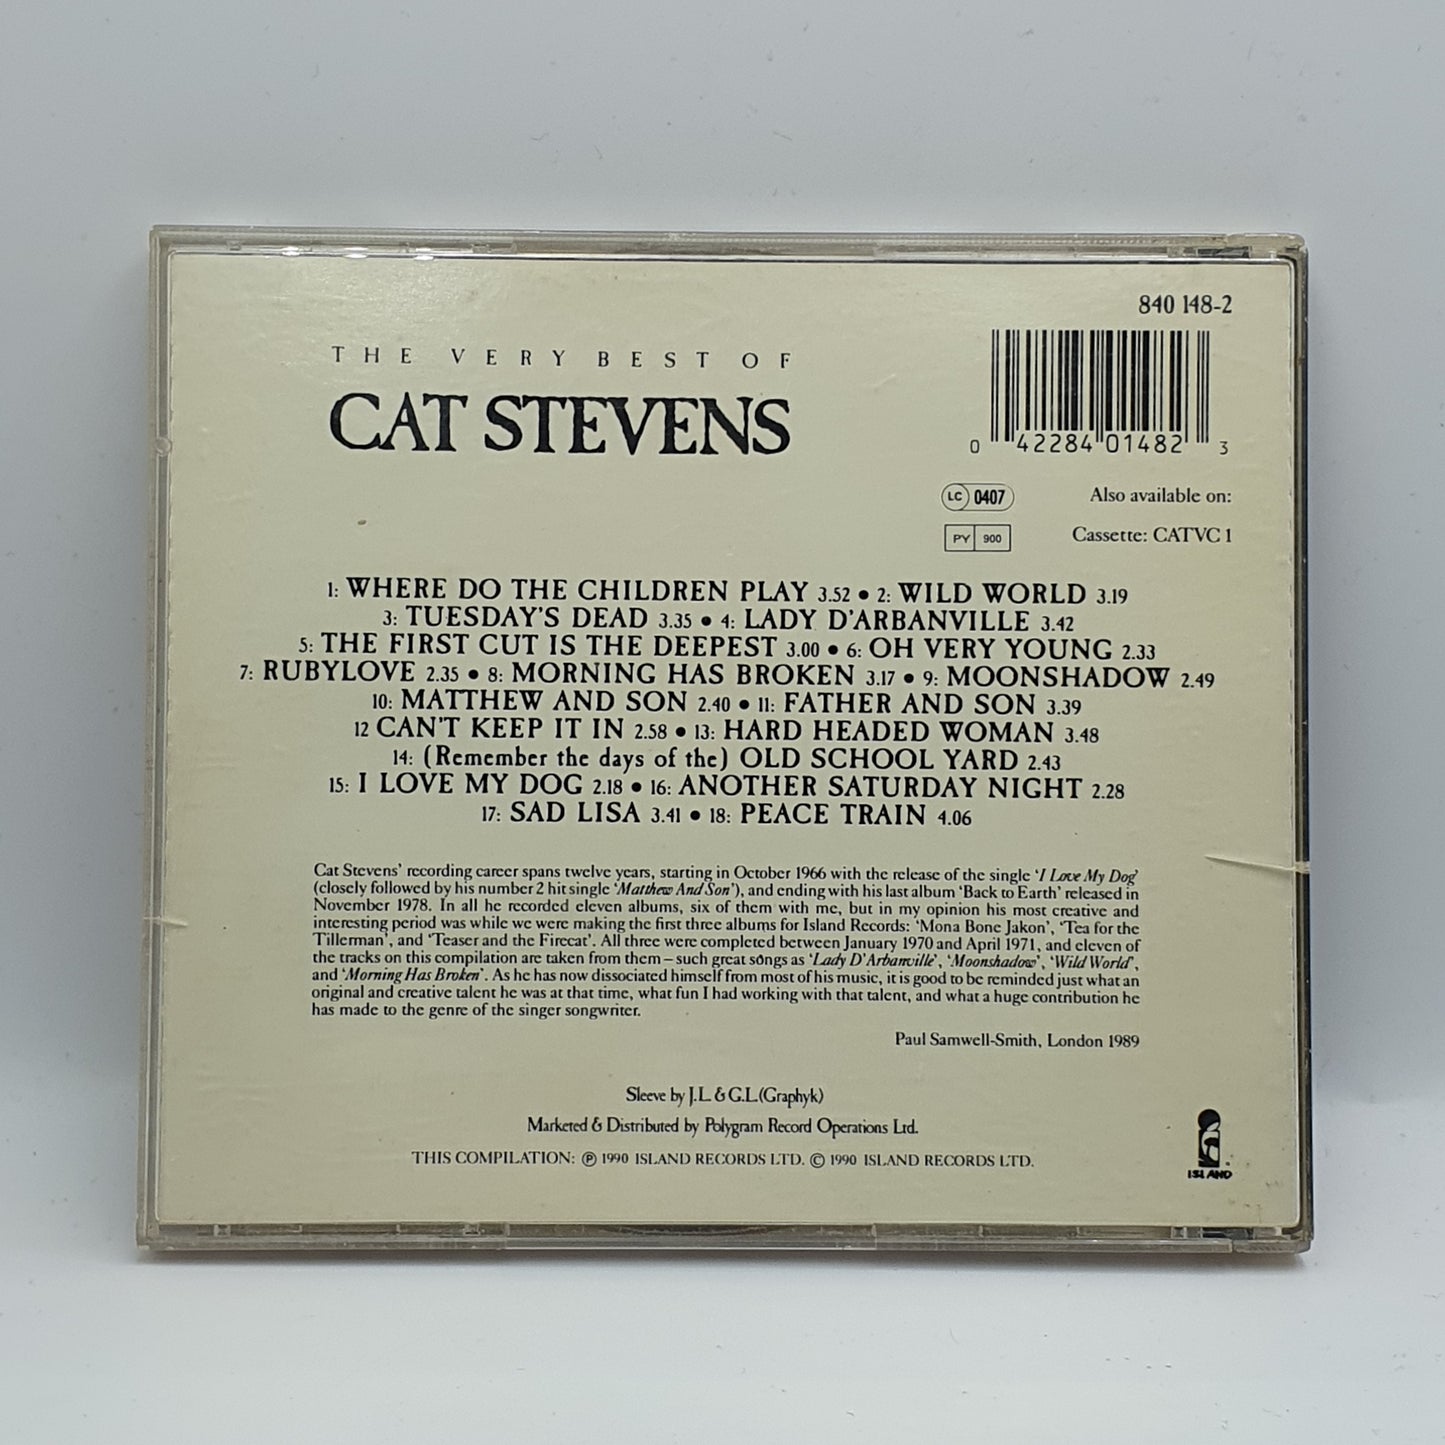 840 148-2
THE VERY BEST OF
CAT STEVENS
0 42284 01482 3
LC 0407
Also available on:
PY 900
Cassette: CATVC 1
1: WHERE DO THE CHILDREN PLAY 3.52 • 2: WILD WORLD 3.19
3: TUESDAY'S DEAD 3.35 • 4: LADY D'ARBANVILLE 3.42
5: THE FIRST CUT IS THE DEEPEST 3.00 • 6: OH VERY YOUNG 2.33
7: RUBYLOVE 2.35 • 8: MORNING HAS BROKEN 3.17 • 9: MOONSHADOW 2.49
10: MATTHEW AND SON 2.40 • 11: FATHER AND SON 3.39
12 CAN'T KEEP IT IN 2.58 • 13: HARD HEADED WOMAN 3.48
14: (Remember the days of the) OLD SCHOOL YARD 2.43
15: I LOVE MY DOG 2.18 • 16: ANOTHER SATURDAY NIGHT 2.28
17: SAD LISA 3.41 • 18: PEACE TRAIN 4.06
Cat Stevens' recording career spans twelve years, starting in October 1966 with the release of the single 'I Love My Dog'
(closely followed by his number 2 hit single 'Matthew And Son'), and ending with his last album 'Back to Earth' released in
November 1978. In all he recorded eleven albums, six of them with me, but in my opinion his most creative and
interesting period was while we were making the first three albums for Island Records: 'Mona Bone Jakon', 'Tea for the
Tillerman', and 'Teaser and the Firecat'. All three were completed between January 1970 and April 1971, and eleven of
the tracks on this compilation are taken from them – such great songs as 'Lady D'Arbanville', 'Moonshadow', 'Wild World',
and 'Morning Has Broken'. As he has now dissociated himself from most of his music, it is good to be reminded just what an
original and creative talent he was at that time, what fun I had working with that talent, and what a huge contribution he
has made to the genre of the singer songwriter.
Paul Samwell-Smith, London 1989
Sleeve by J.L. & G.L.(Graphyk)
Marketed & Distributed by Polygram Record Operations Ltd.
THIS COMPILATION: ℗ 1990 ISLAND RECORDS LTD. © 1990 ISLAND RECORDS LTD.
ISLAND